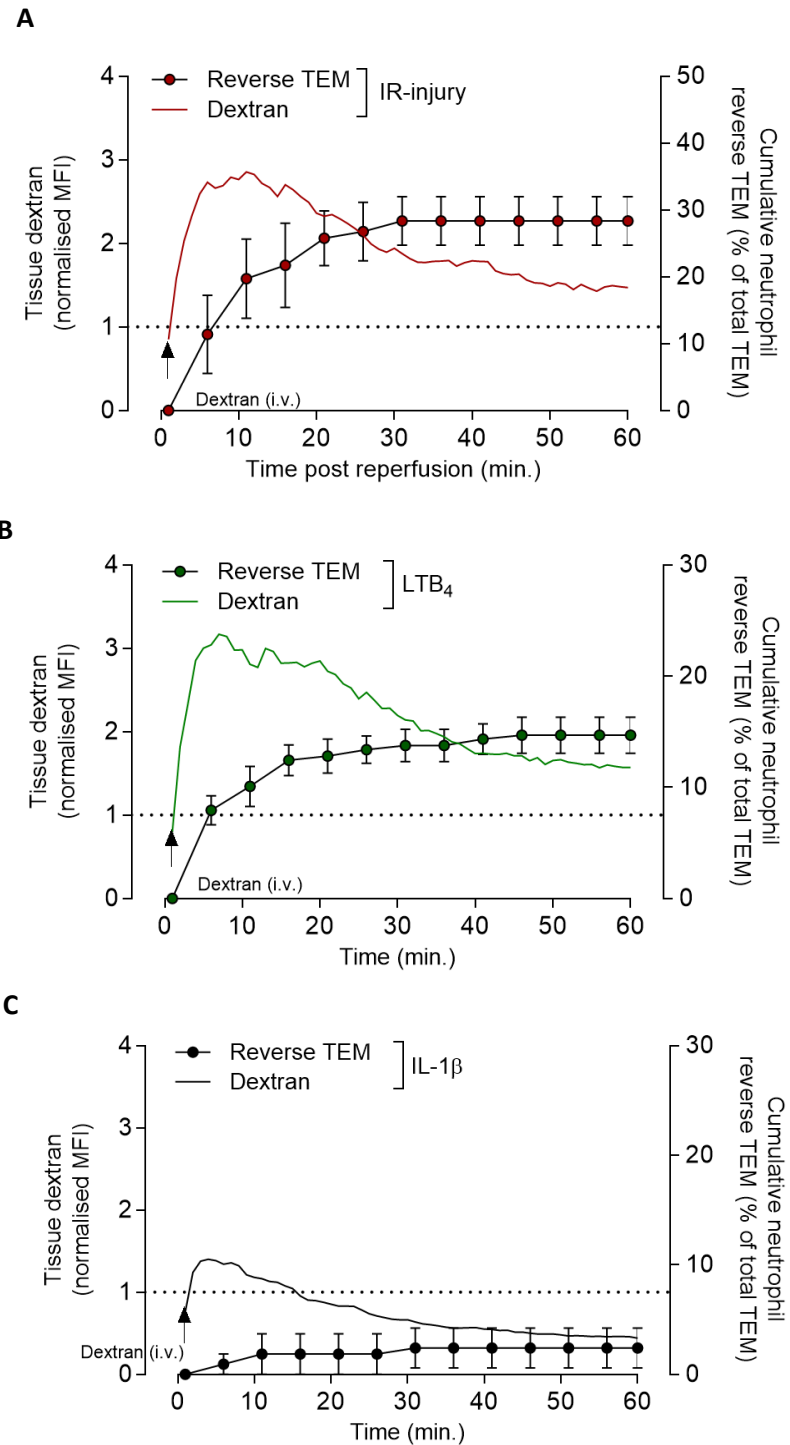 A
4
3
2
1
0
Tissue dextran
(normalised MFI)
Reverse TEM
Dextran
IR-injury
50
40
30
20
10
0
Cumulative neutrophil
reverse TEM (% of total TEM)
Dextran (i.v.)
0 10 20 30 40 50 60
Time post reperfusion (min.)
B
4
3
2
1
0
Tissue dextran
(normalised MFI)
Reverse TEM
Dextran
LTB4
30
20
10
0
Cumulative neutrophil
reverse TEM (% of total TEM)
Dextran (i.v.)
0 10 20 30 40 50 60
Time (min.)
C
4
3
2
1
0
Tissue dextran
(normalised MFI)
Reverse TEM
Dextran
IL-1β
30
20
10
0
Cumulative neutrophil
reverse TEM (% of total TEM)
Dextran (i.v.)
0 10 20 30 40 50 60
Time (min.)